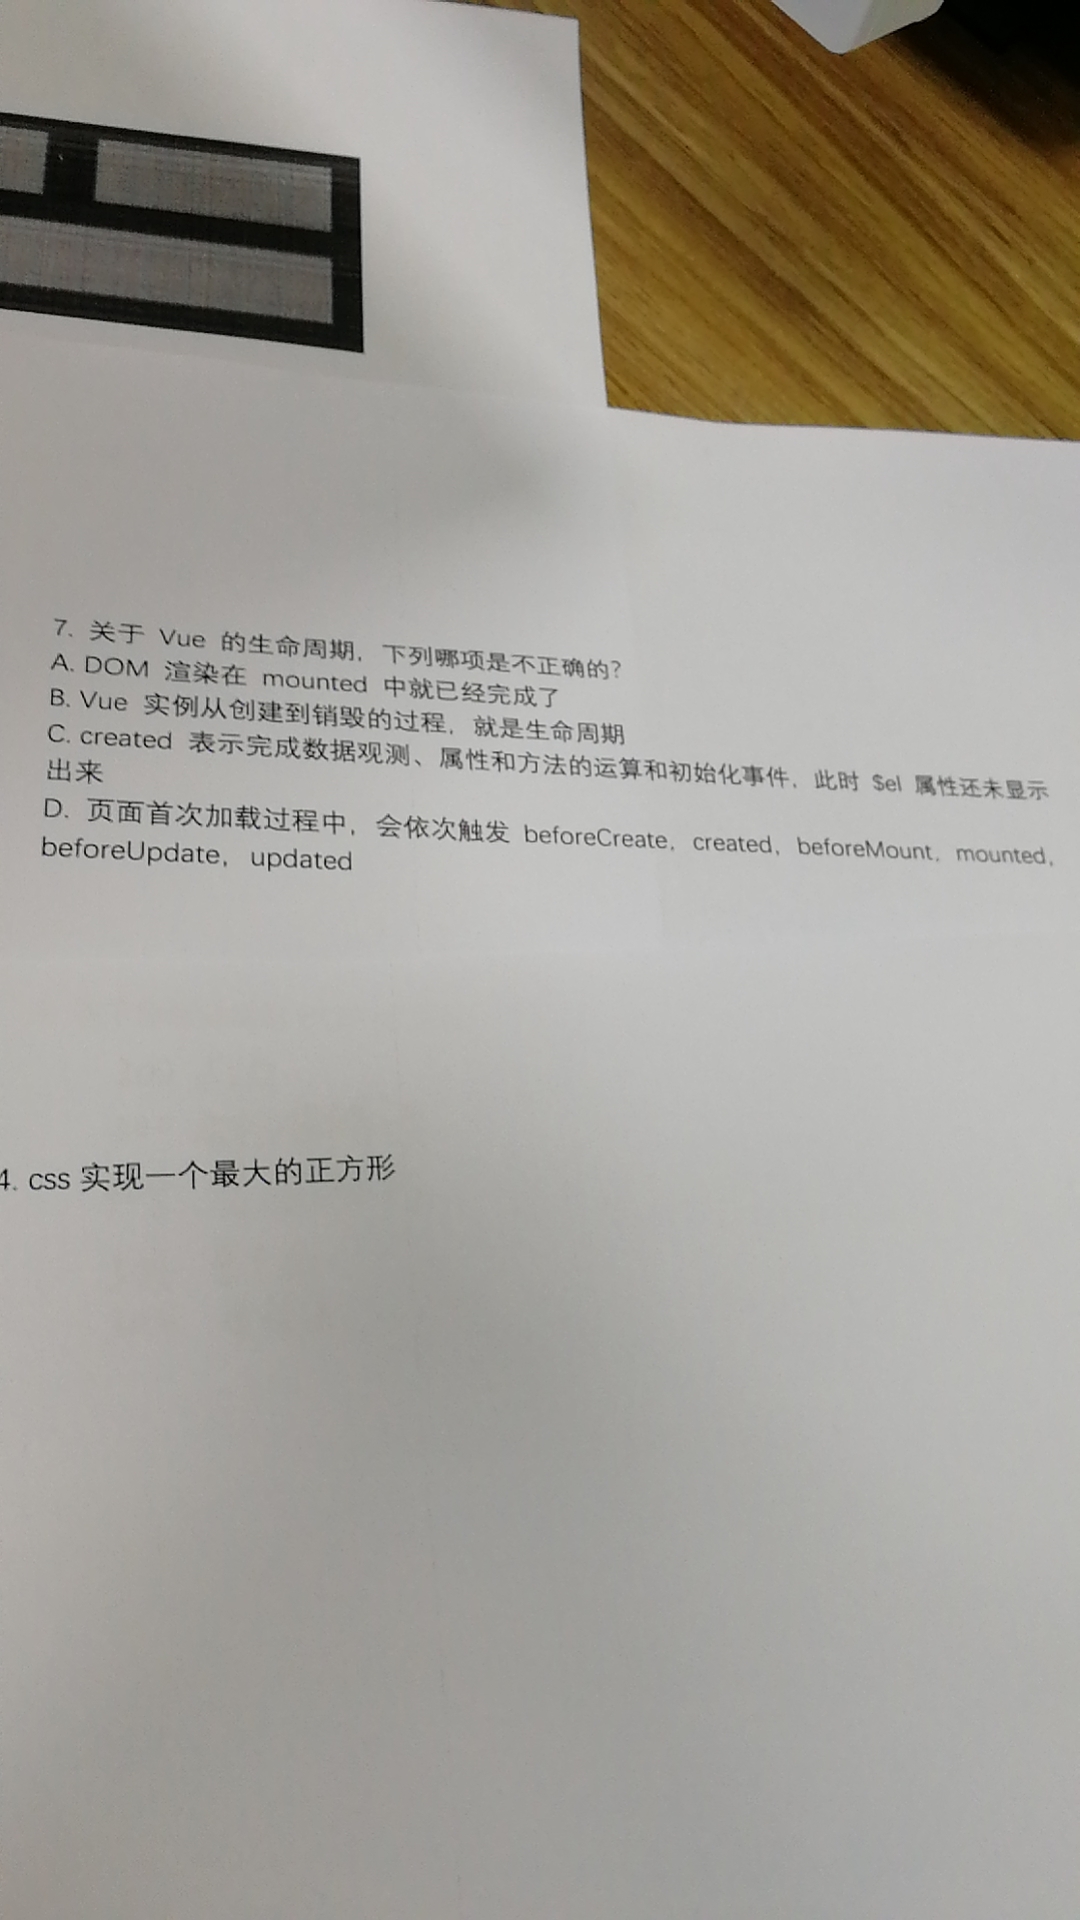 7. 关于 Vue 的生命周期，下列哪项是不正确的？
A. DOM 渲染在 mounted 中就已经完成了
B. Vue 实例从创建到销毁的过程，就是生命周期
C. created 表示完成数据观测、属性和方法的运算和初始化事件，此时 $el 属性还未显示
出来
D. 页面首次加载过程中，会依次触发 beforeCreate，created，beforeMount，mounted，
beforeUpdate，updated
4. css 实现一个最大的正方形